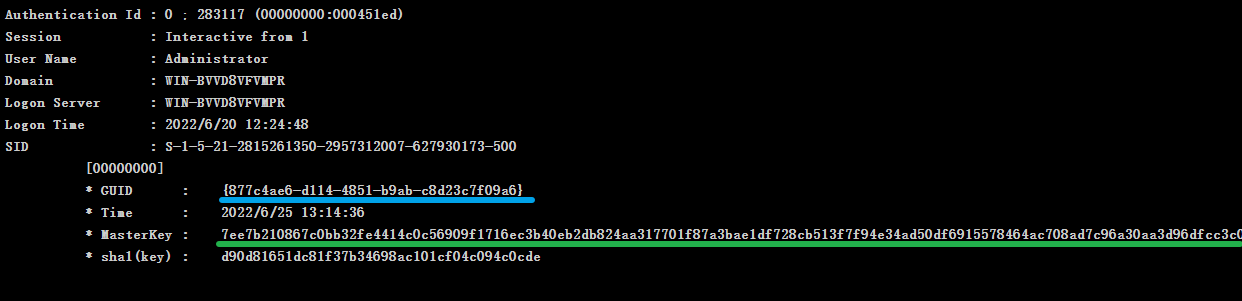 Authentication Id : 0 ; 283117 (00000000:000451ed)
Session : Interactive from 1
User Name : Administrator
Domain : WIN-BVVD8VFVMPR
Logon Server : WIN-BVVD8VFVMPR
Logon Time : 2022/6/20 12:24:48
SID : S-1-5-21-2815261350-2957312007-627930173-500
[00000000]
* GUID : {877c4ae6-d114-4851-b9ab-c8d23c7f09a6}
* Time : 2022/6/25 13:14:36
* MasterKey : 7ee7b210867c0bb32fe4414c0c56909f1716ec3b40eb2db824aa317701f87a3bae1df728cb513f7f94e34ad50df6915578464ac708ad7c96a30aa3d96dfcc3c0
* sha1(key) : d90d81651dc81f37b34698ac101cf04c094c0cde